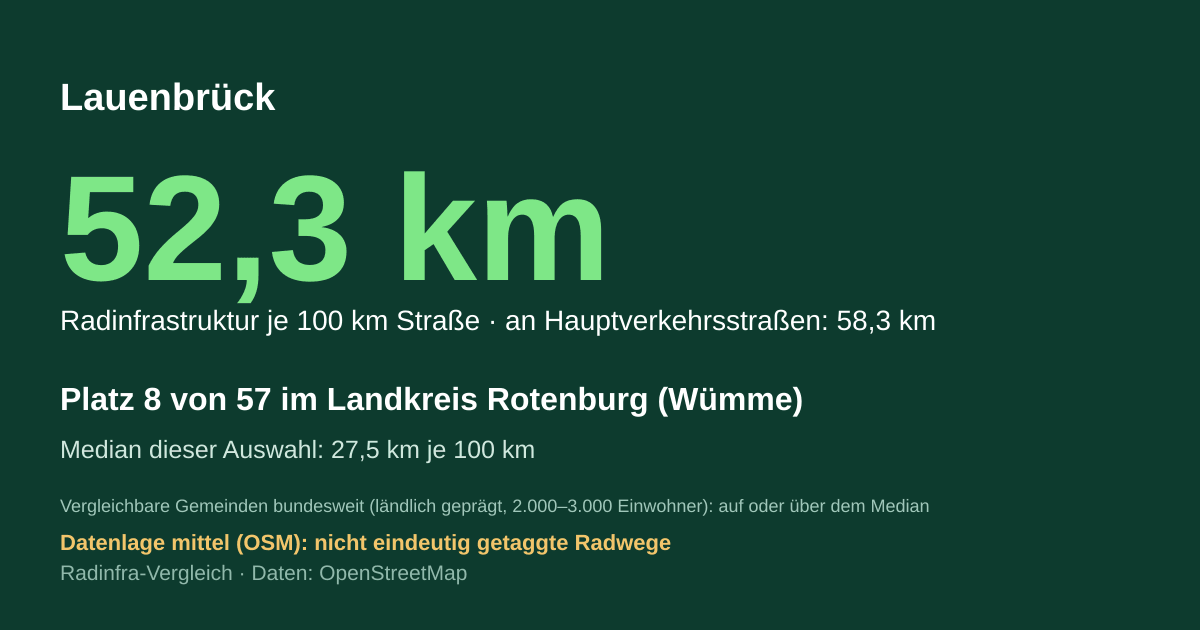 Lauenbrück
52,3 km
Radinfrastruktur je 100 km Straße · an Hauptverkehrsstraßen: 58,3 km
Platz 8 von 57 im Landkreis Rotenburg (Wümme)
Median dieser Auswahl: 27,5 km je 100 km
Vergleichbare Gemeinden bundesweit (ländlich geprägt, 2.000–3.000 Einwohner): auf oder über dem Median
Datenlage mittel (OSM): nicht eindeutig getaggte Radwege
Radinfra-Vergleich · Daten: OpenStreetMap